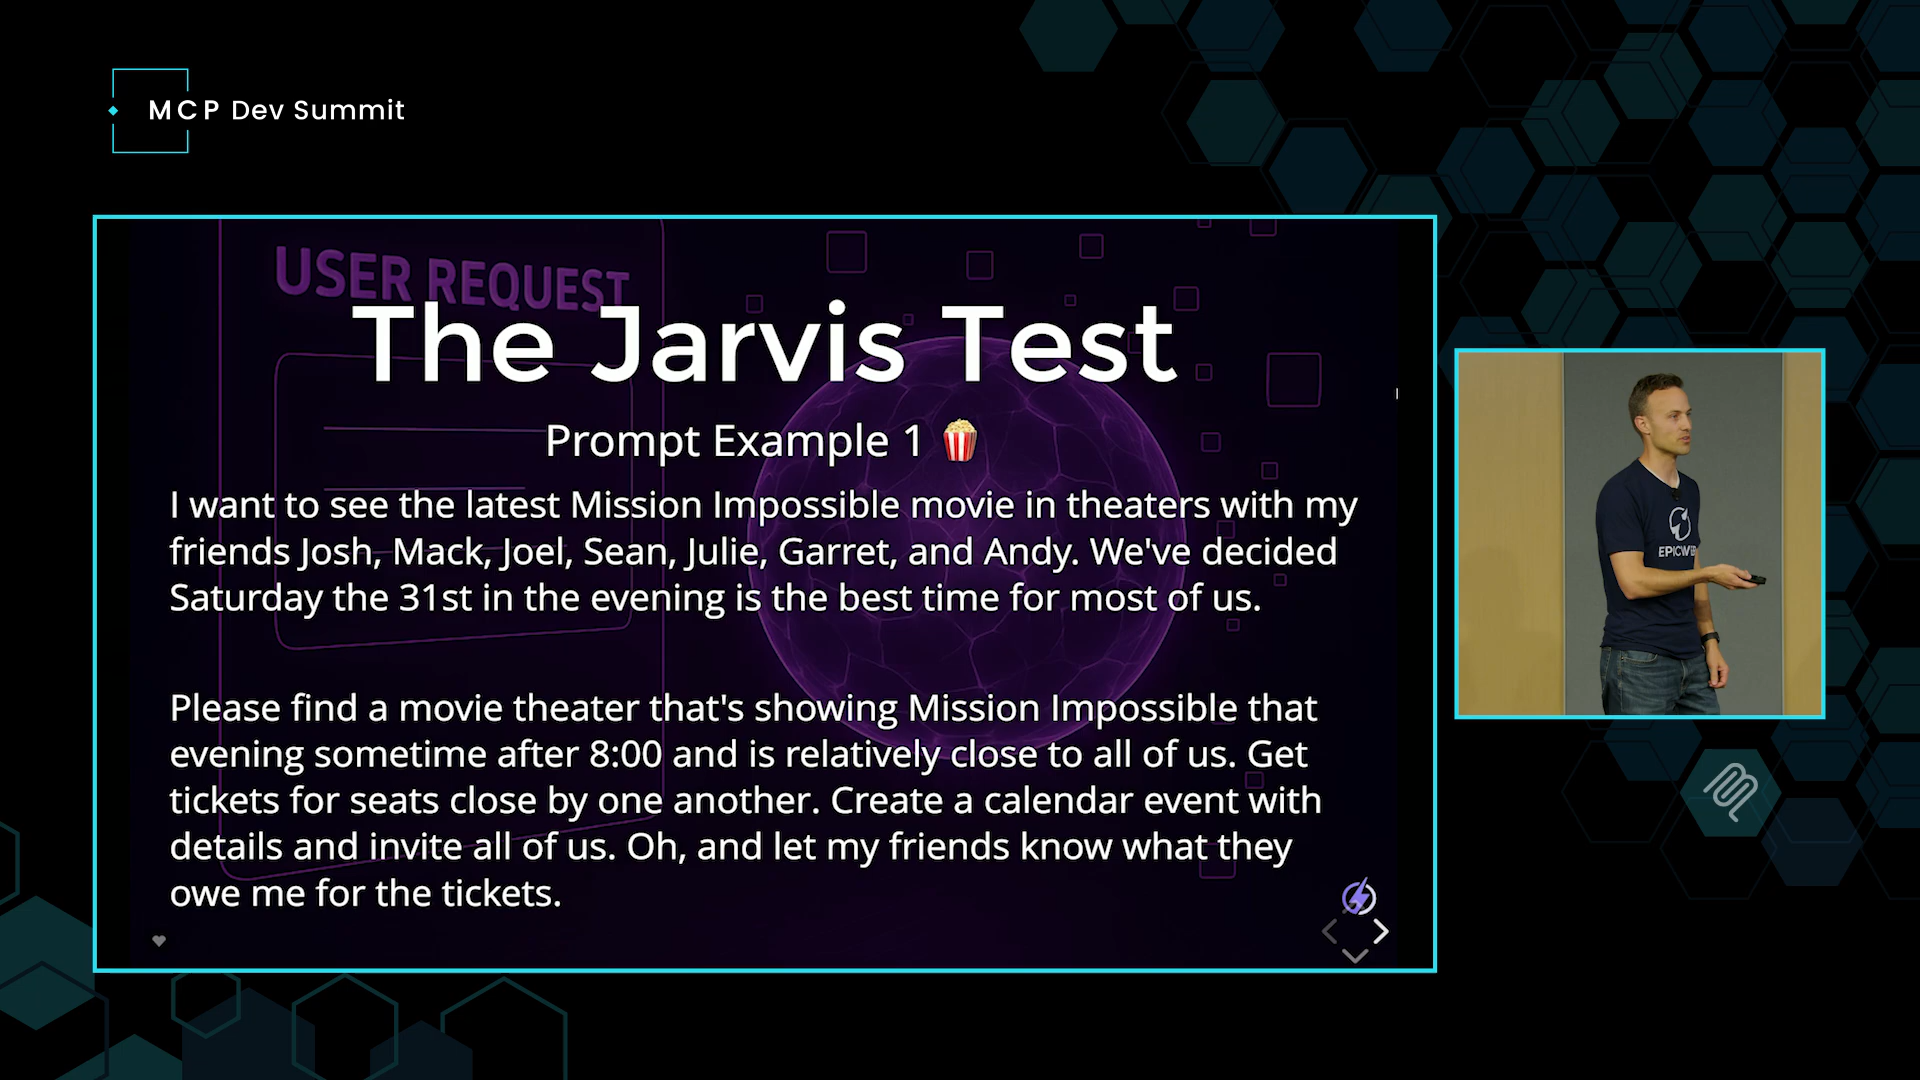 MCP Dev Summit
USER REQUEST
The Jarvis Test
Prompt Example 1
I want to see the latest Mission Impossible movie in theaters with my
friends Josh, Mack, Joel, Sean, Julie, Garret, and Andy. We've decided
Saturday the 31st in the evening is the best time for most of us.
Please find a movie theater that's showing Mission Impossible that
evening sometime after 8:00 and is relatively close to all of us. Get
tickets for seats close by one another. Create a calendar event with
details and invite all of us. Oh, and let my friends know what they
owe me for the tickets.
EPICWE